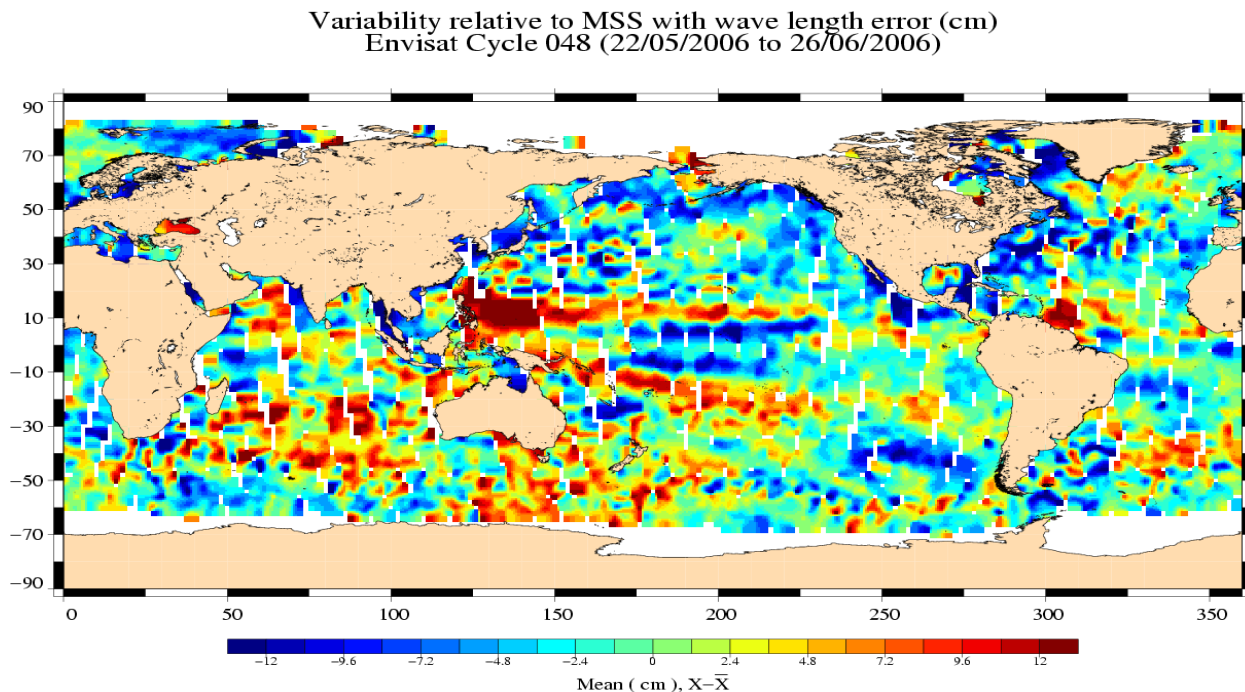 Variability relative to MSS with wave length error (cm)
Envisat Cycle 048 (22/05/2006 to 26/06/2006)
90
70
50
30
10
−10
−30
−50
−70
−90
0 50 100 150 200 250 300 350
−12 −9.6 −7.2 −4.8 −2.4 0 2.4 4.8 7.2 9.6 12
Mean ( cm ), X−X̅